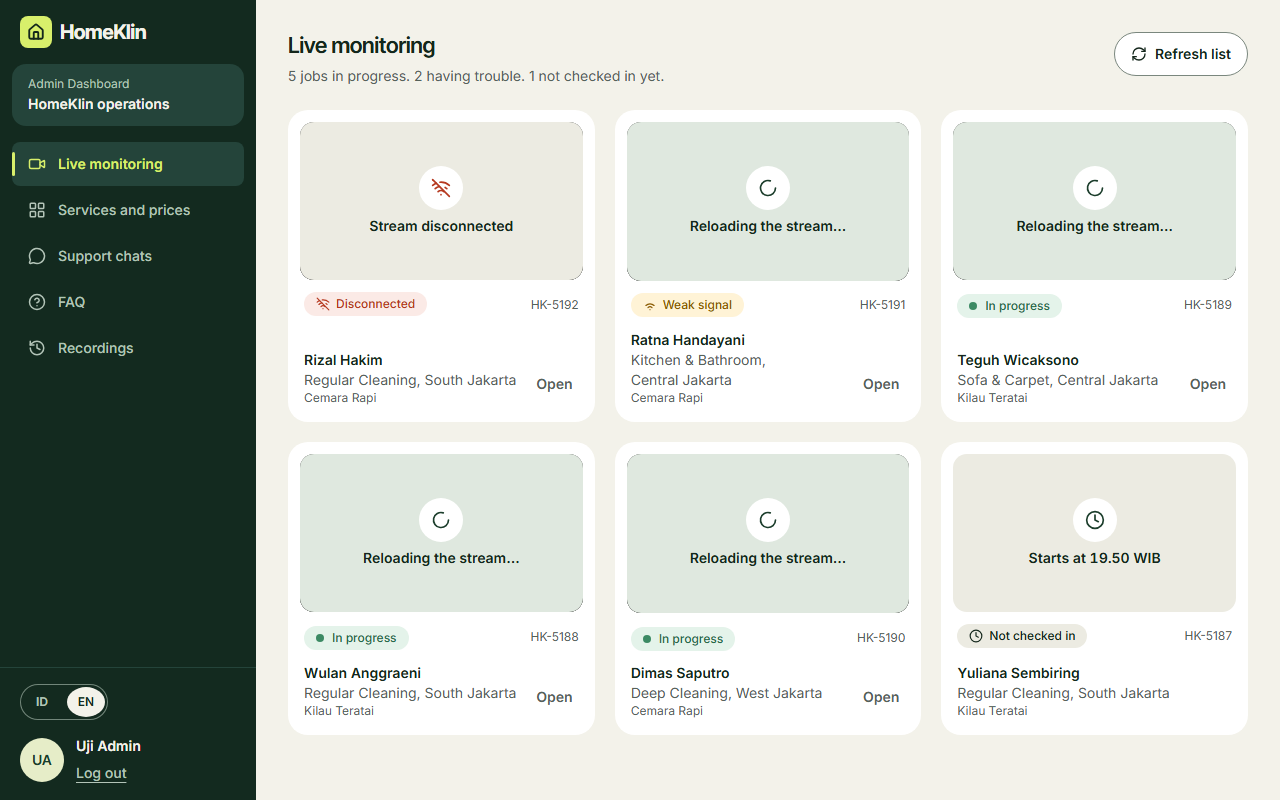 HomeKlin
Admin Dashboard
HomeKlin operations
Live monitoring
Services and prices
Support chats
FAQ
Recordings
ID EN
UA
Uji Admin
Log out
Live monitoring
5 jobs in progress. 2 having trouble. 1 not checked in yet.
Refresh list
Stream disconnected
Disconnected HK-5192
Rizal Hakim
Regular Cleaning, South Jakarta
Cemara Rapi
Open
Reloading the stream...
Weak signal HK-5191
Ratna Handayani
Kitchen & Bathroom,
Central Jakarta
Cemara Rapi
Open
Reloading the stream...
In progress HK-5189
Teguh Wicaksono
Sofa & Carpet, Central Jakarta
Kilau Teratai
Open
Reloading the stream...
In progress HK-5188
Wulan Anggraeni
Regular Cleaning, South Jakarta
Kilau Teratai
Open
Reloading the stream...
In progress HK-5190
Dimas Saputro
Deep Cleaning, West Jakarta
Cemara Rapi
Open
Starts at 19.50 WIB
Not checked in HK-5187
Yuliana Sembiring
Regular Cleaning, South Jakarta
Kilau Teratai